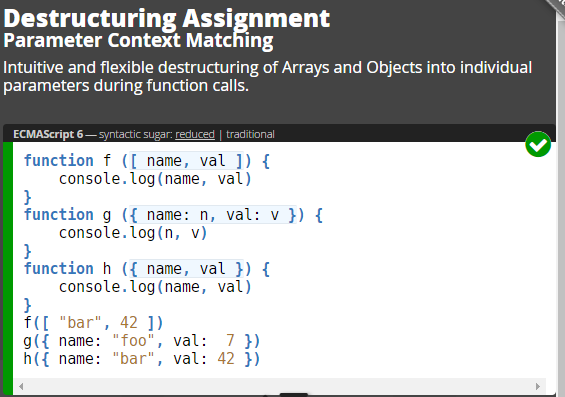 Destructuring Assignment
Parameter Context Matching
Intuitive and flexible destructuring of Arrays and Objects into individual
parameters during function calls.
ECMAScript 6 — syntactic sugar: reduced | traditional
function f ([ name, val ]) {
    console.log(name, val)
}
function g ({ name: n, val: v }) {
    console.log(n, v)
}
function h ({ name, val }) {
    console.log(name, val)
}
f([ "bar", 42 ])
g({ name: "foo", val:  7 })
h({ name: "bar", val: 42 })